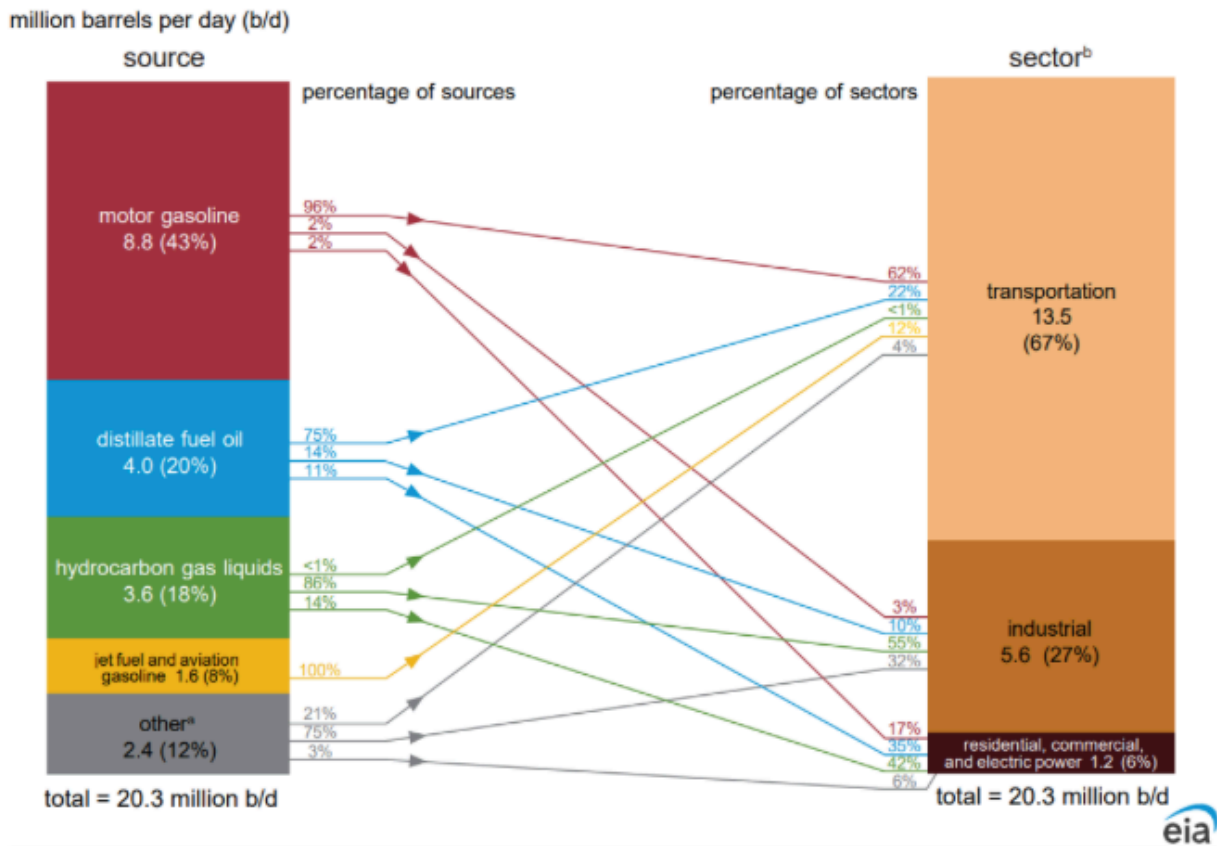 million barrels per day (b/d)
source
sectorᵇ
percentage of sources
percentage of sectors
motor gasoline
8.8 (43%)
96%
2%
2%
distillate fuel oil
4.0 (20%)
75%
14%
11%
hydrocarbon gas liquids
3.6 (18%)
<1%
86%
14%
jet fuel and aviation
gasoline 1.6 (8%)
100%
otherᵃ
2.4 (12%)
21%
75%
3%
total = 20.3 million b/d
62%
22%
<1%
12%
4%
transportation
13.5
(67%)
3%
10%
55%
32%
industrial
5.6 (27%)
17%
35%
42%
6%
residential, commercial,
and electric power 1.2 (6%)
total = 20.3 million b/d
eia